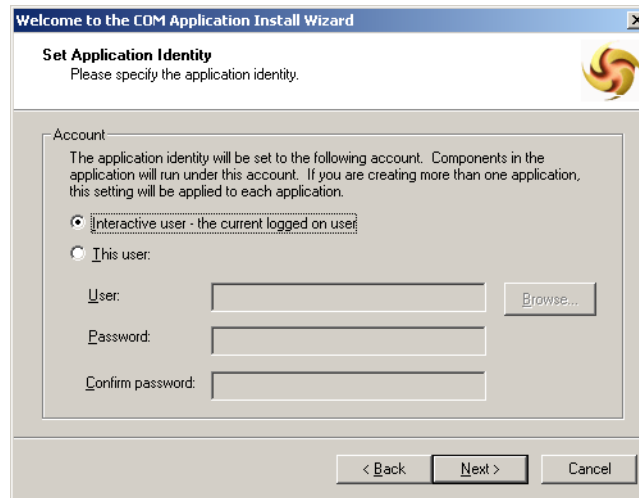 Welcome to the COM Application Install Wizard
Set Application Identity
Please specify the application identity.
Account
The application identity will be set to the following account. Components in the
application will run under this account. If you are creating more than one application,
this setting will be applied to each application.
Interactive user - the current logged on user
This user:
User:
Browse...
Password:
Confirm password:
< Back
Next >
Cancel